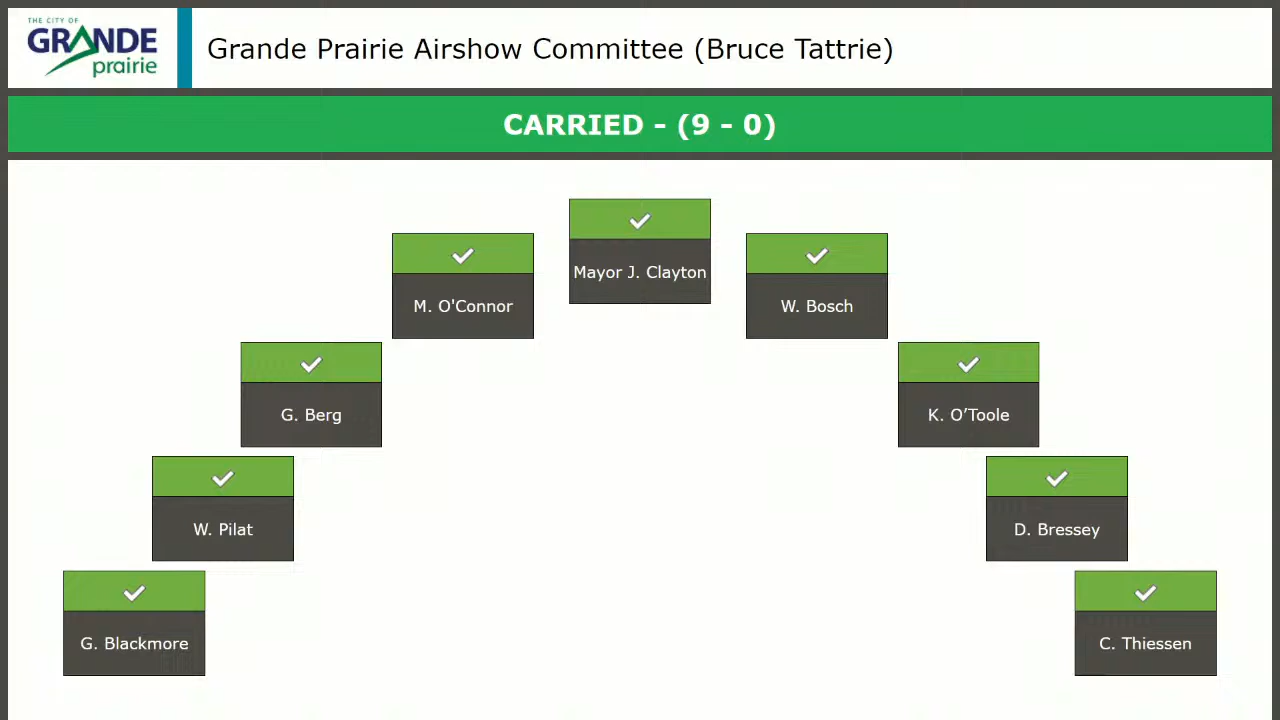 THE CITY OF
GRANDE
prairie
Grande Prairie Airshow Committee (Bruce Tattrie)
CARRIED - (9 - 0)
Mayor J. Clayton
M. O'Connor
W. Bosch
G. Berg
K. O’Toole
W. Pilat
D. Bressey
G. Blackmore
C. Thiessen